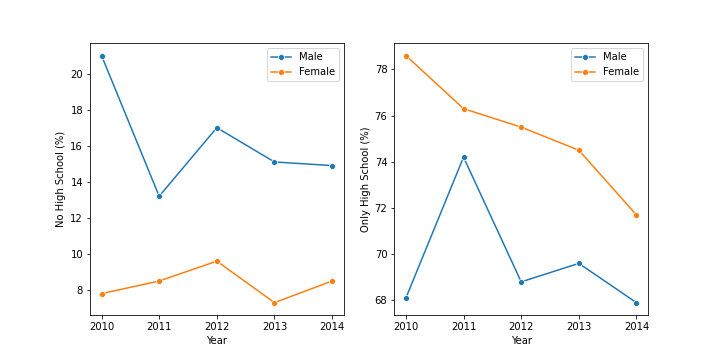 Male
Female
No High School (%)
20
18
16
14
12
10
8
2010 2011 2012 2013 2014
Year
Male
Female
Only High School (%)
78
76
74
72
70
68
2010 2011 2012 2013 2014
Year